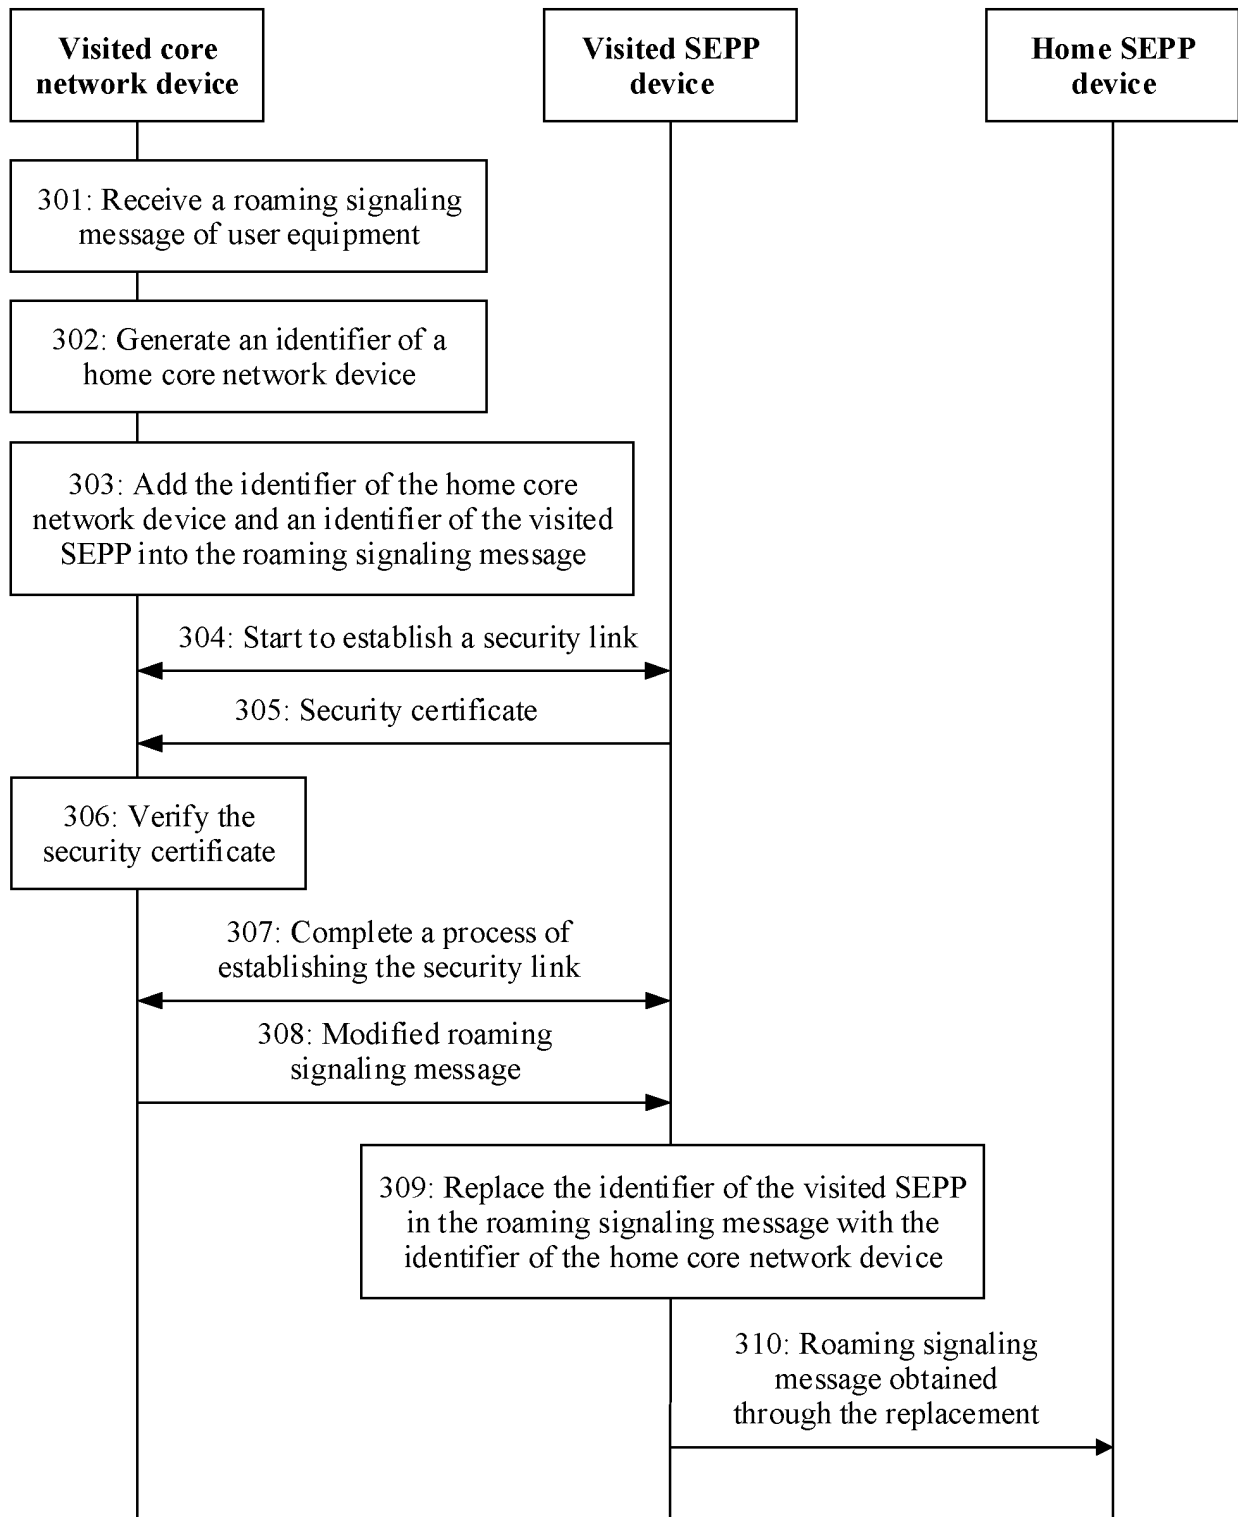 Visited core
network device
Visited SEPP
device
Home SEPP
device
301: Receive a roaming signaling
message of user equipment
302: Generate an identifier of a
home core network device
303: Add the identifier of the home core
network device and an identifier of the visited
SEPP into the roaming signaling message
304: Start to establish a security link
305: Security certificate
306: Verify the
security certificate
307: Complete a process of
establishing the security link
308: Modified roaming
signaling message
309: Replace the identifier of the visited SEPP
in the roaming signaling message with the
identifier of the home core network device
310: Roaming signaling
message obtained
through the replacement